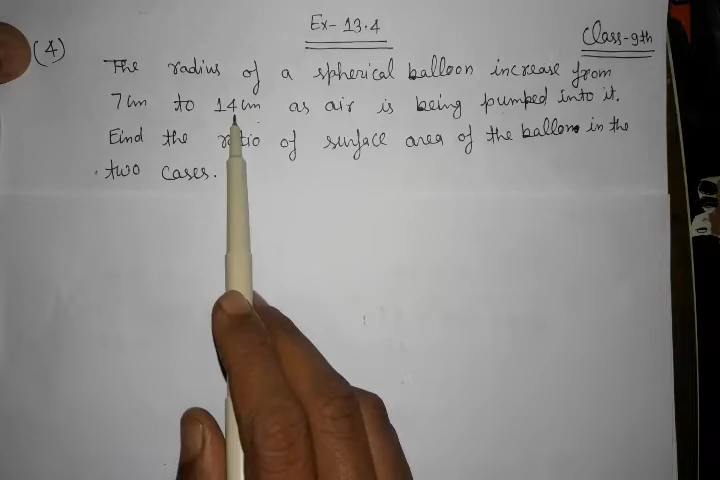 Ex- 13.4
Class-9th
(4) The radius of a spherical balloon increase from
7cm to 14cm as air is being pumped into it.
Find the ratio of surface area of the balloon in the
two cases.